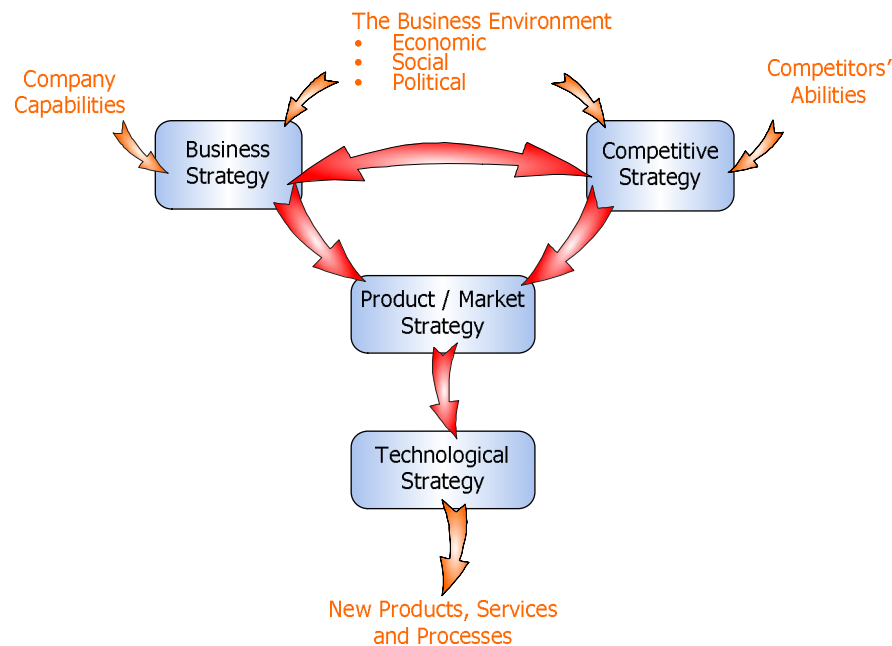 The Business Environment
• Economic
• Social
• Political
Company
Capabilities
Competitors’
Abilities
Business
Strategy
Competitive
Strategy
Product / Market
Strategy
Technological
Strategy
New Products, Services
and Processes